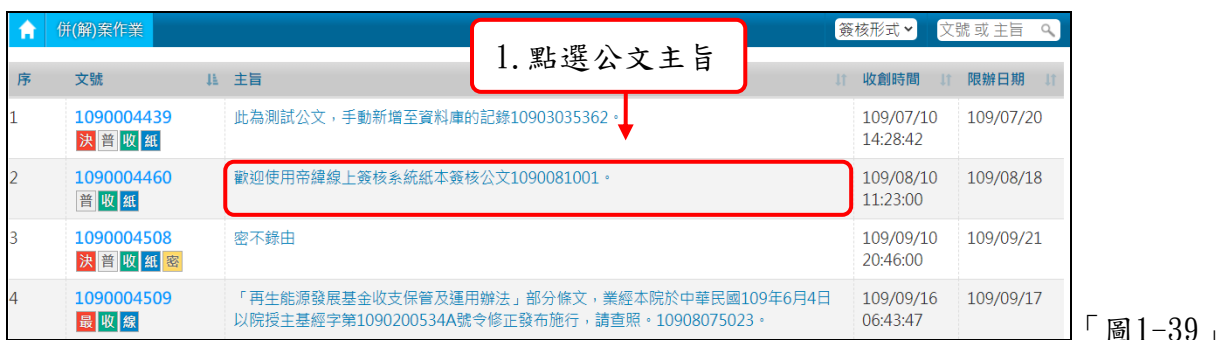 併(解)案作業
簽核形式
文號 或 主旨
1.點選公文主旨
序 文號 主旨 收創時間 限辦日期
1 1090004439 此為測試公文，手動新增至資料庫的記錄10903035362。 109/07/10 109/07/20
決 普 收 紙 14:28:42
2 1090004460 歡迎使用帝緯線上簽核系統紙本簽核公文1090081001。 109/08/10 109/08/18
普 收 紙 11:23:00
3 1090004508 密不錄由 109/09/10 109/09/21
決 普 收 紙 密 20:46:00
4 1090004509 「再生能源發展基金收支保管及運用辦法」部分條文，業經本院於中華民國109年6月4日 109/09/16 109/09/17
最 收 線 以院授主基經字第1090200534A號令修正發布施行，請查照。10908075023。 06:43:47
「圖1-39」